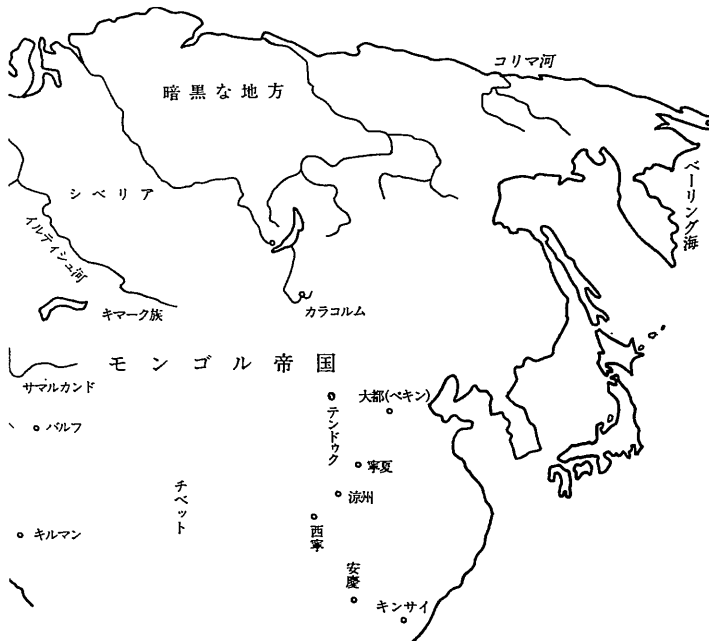 コリマ河
暗黒な地方
シベリア
ベーリング海
イルティシュ河
キマーク族
カラコルム
モンゴル帝国
サマルカンド
大都(ペキン)
テンドゥク
バルフ
寧夏
涼州
チベット
西寧
キルマン
安慶
キンサイ